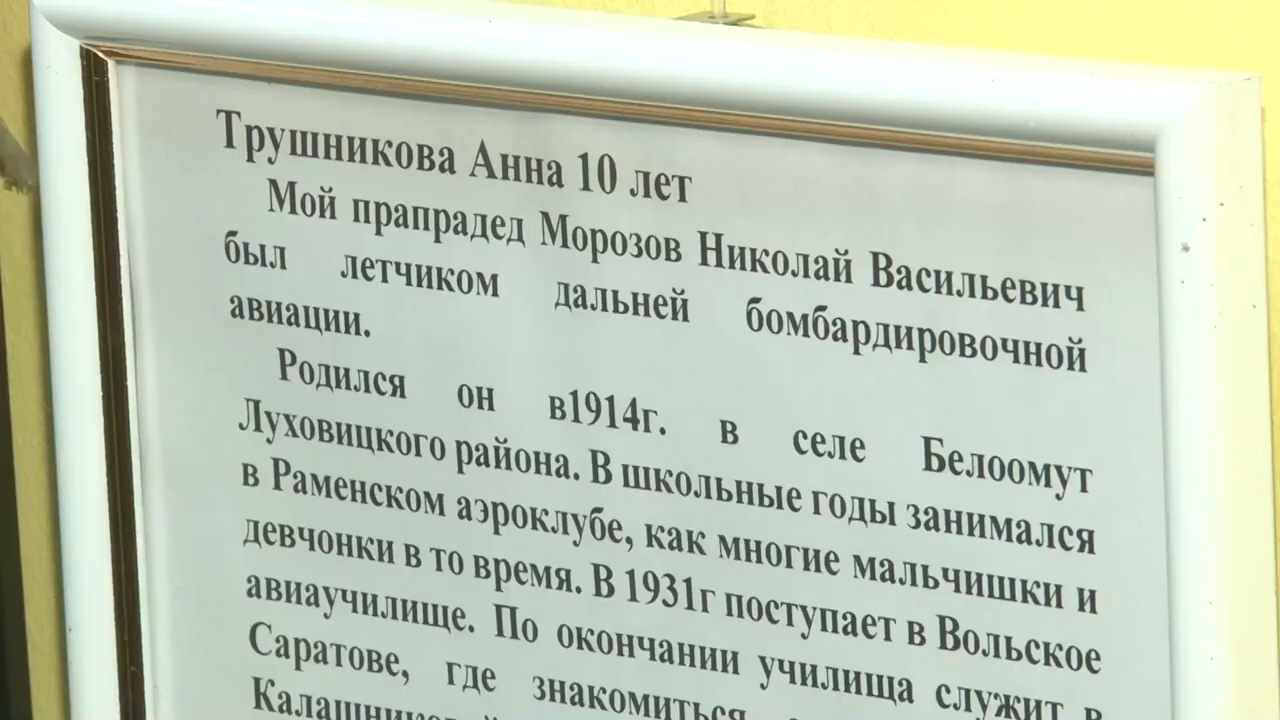 Трушникова Анна 10 лет
Мой прапрадед Морозов Николай Васильевич
был летчиком дальней бомбардировочной
авиации.
Родился он в1914г. в селе Белоомут
Луховицкого района. В школьные годы занимался
в Раменском аэроклубе, как многие мальчишки и
девчонки в то время. В 1931г поступает в Вольское
авиаучилище. По окончании училища служит в
Саратове, где знакомиться